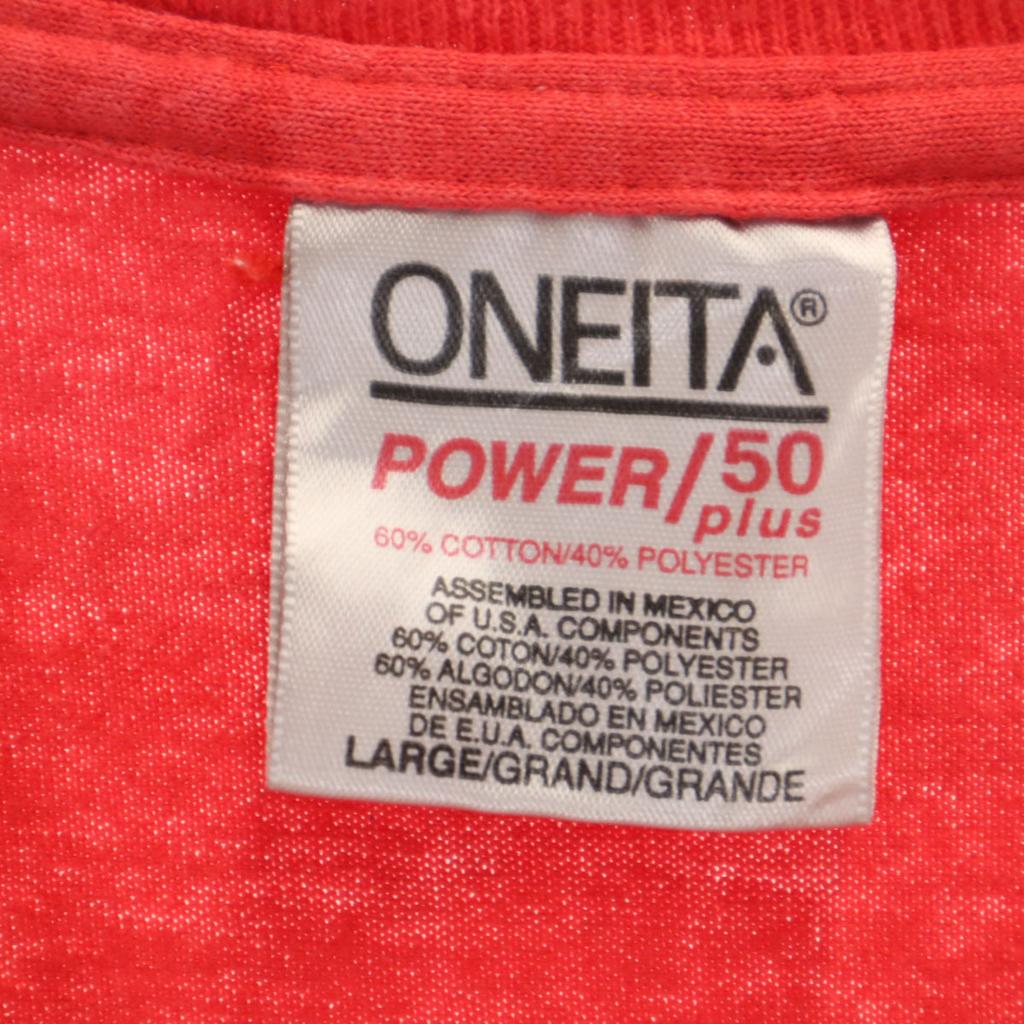 ONEITA®
POWER/50
plus
60% COTTON/40% POLYESTER
ASSEMBLED IN MEXICO
OF U.S.A. COMPONENTS
60% COTON/40% POLYESTER
60% ALGODON/40% POLIESTER
ENSAMBLADO EN MEXICO
DE E.U.A. COMPONENTES
LARGE/GRAND/GRANDE